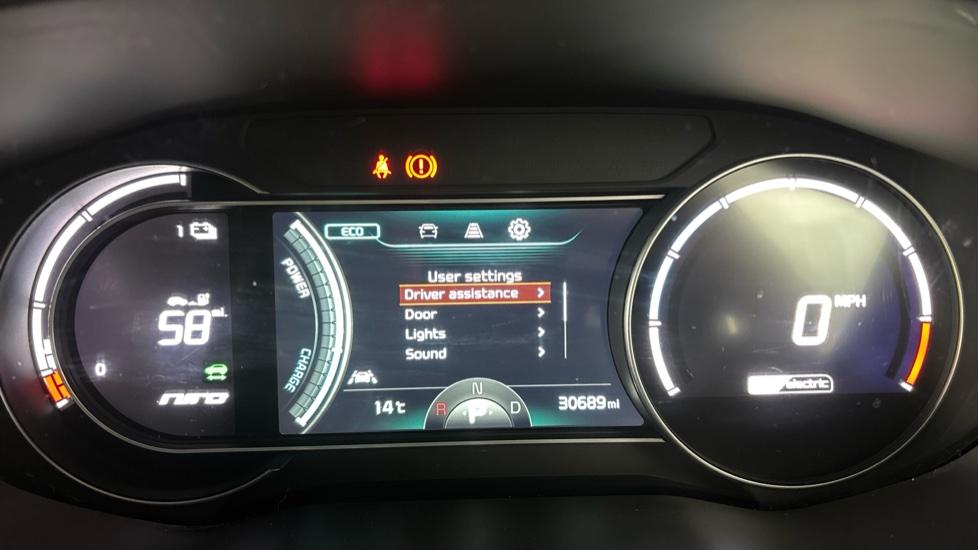 1
58 mi.
0
niro
POWER
CHARGE
ECO
User settings
Driver assistance
Door
Lights
Sound
14°c
R N D
P
30689 mi
0 MPH
electric